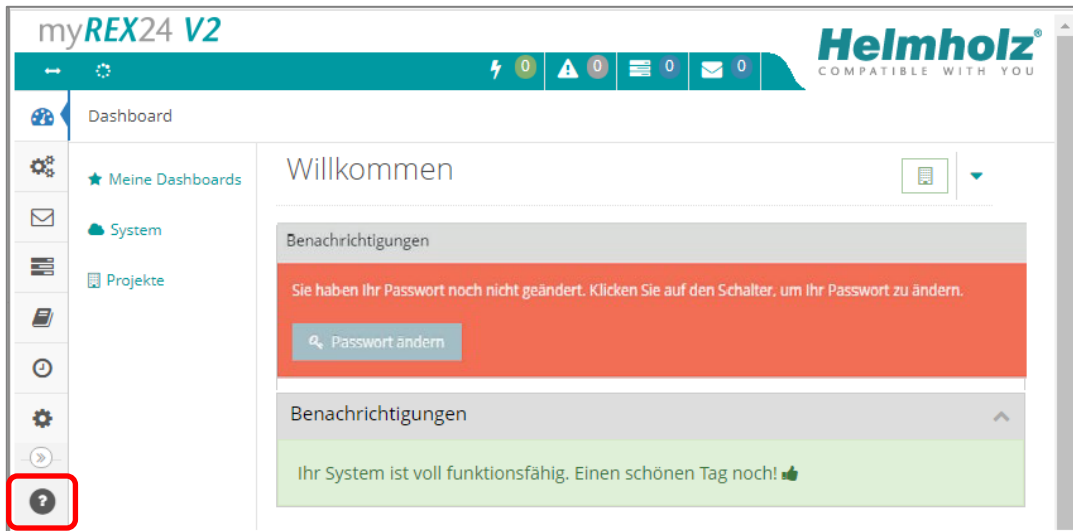 myREX24 V2
Helmholz®
COMPATIBLE WITH YOU
0 0 0 0
Dashboard
Meine Dashboards
System
Projekte
Willkommen
Benachrichtigungen
Sie haben Ihr Passwort noch nicht geändert. Klicken Sie auf den Schalter, um Ihr Passwort zu ändern.
Passwort ändern
Benachrichtigungen
Ihr System ist voll funktionsfähig. Einen schönen Tag noch!
?